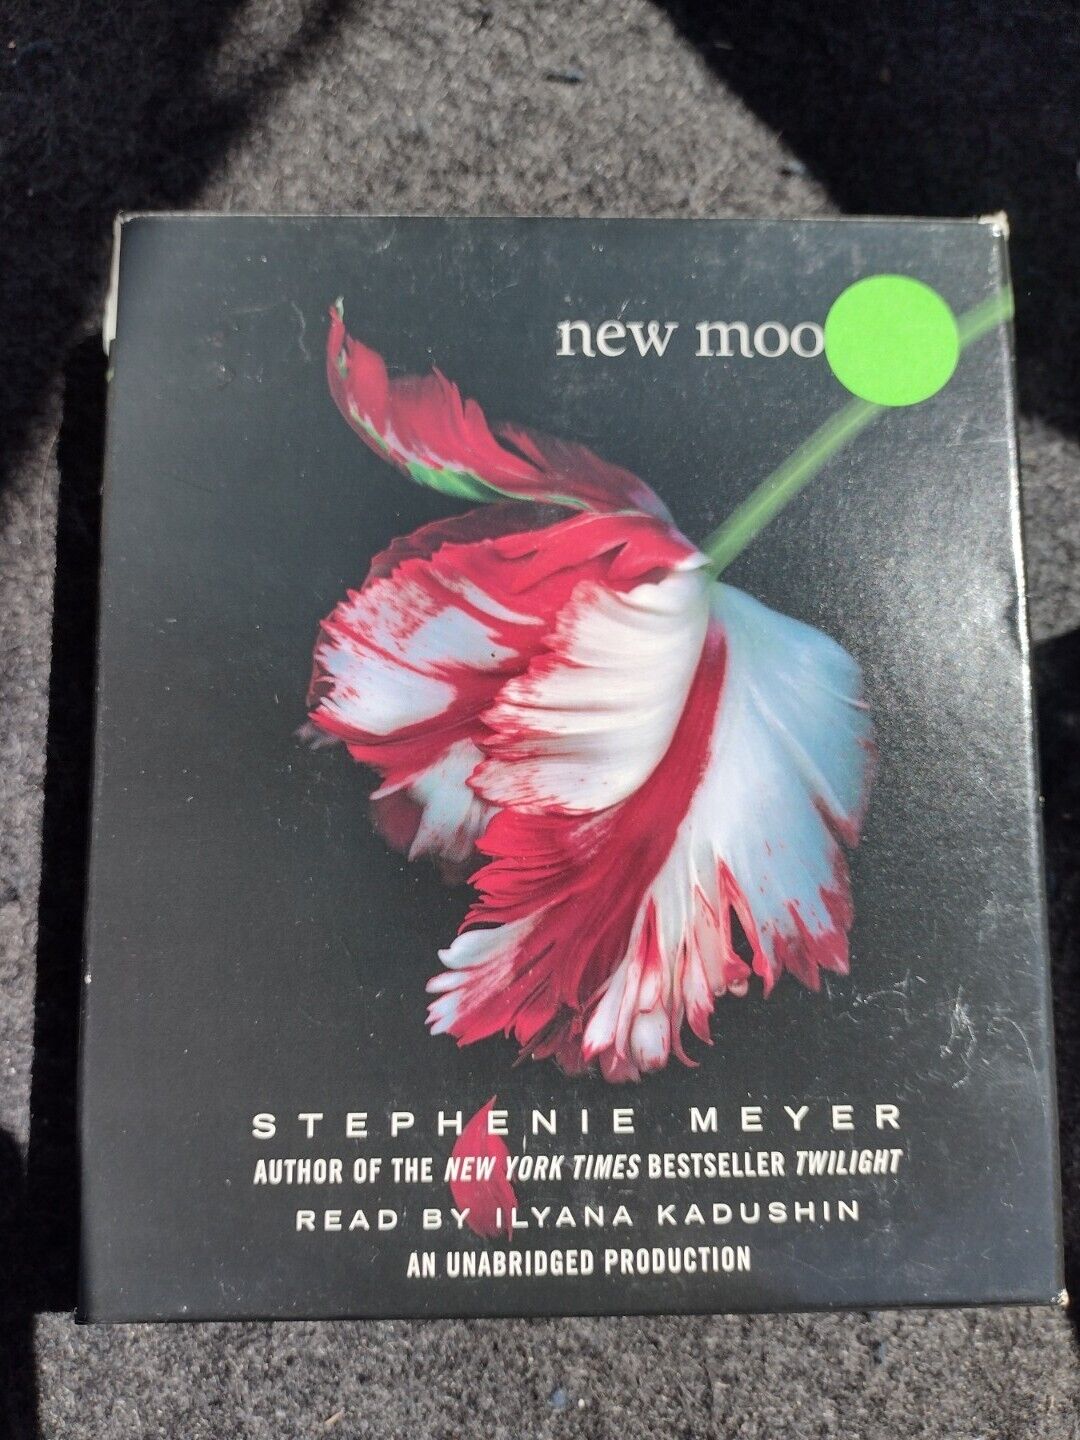 new moo
STEPHENIE MEYER
AUTHOR OF THE NEW YORK TIMES BESTSELLER TWILIGHT
READ BY ILYANA KADUSHIN
AN UNABRIDGED PRODUCTION